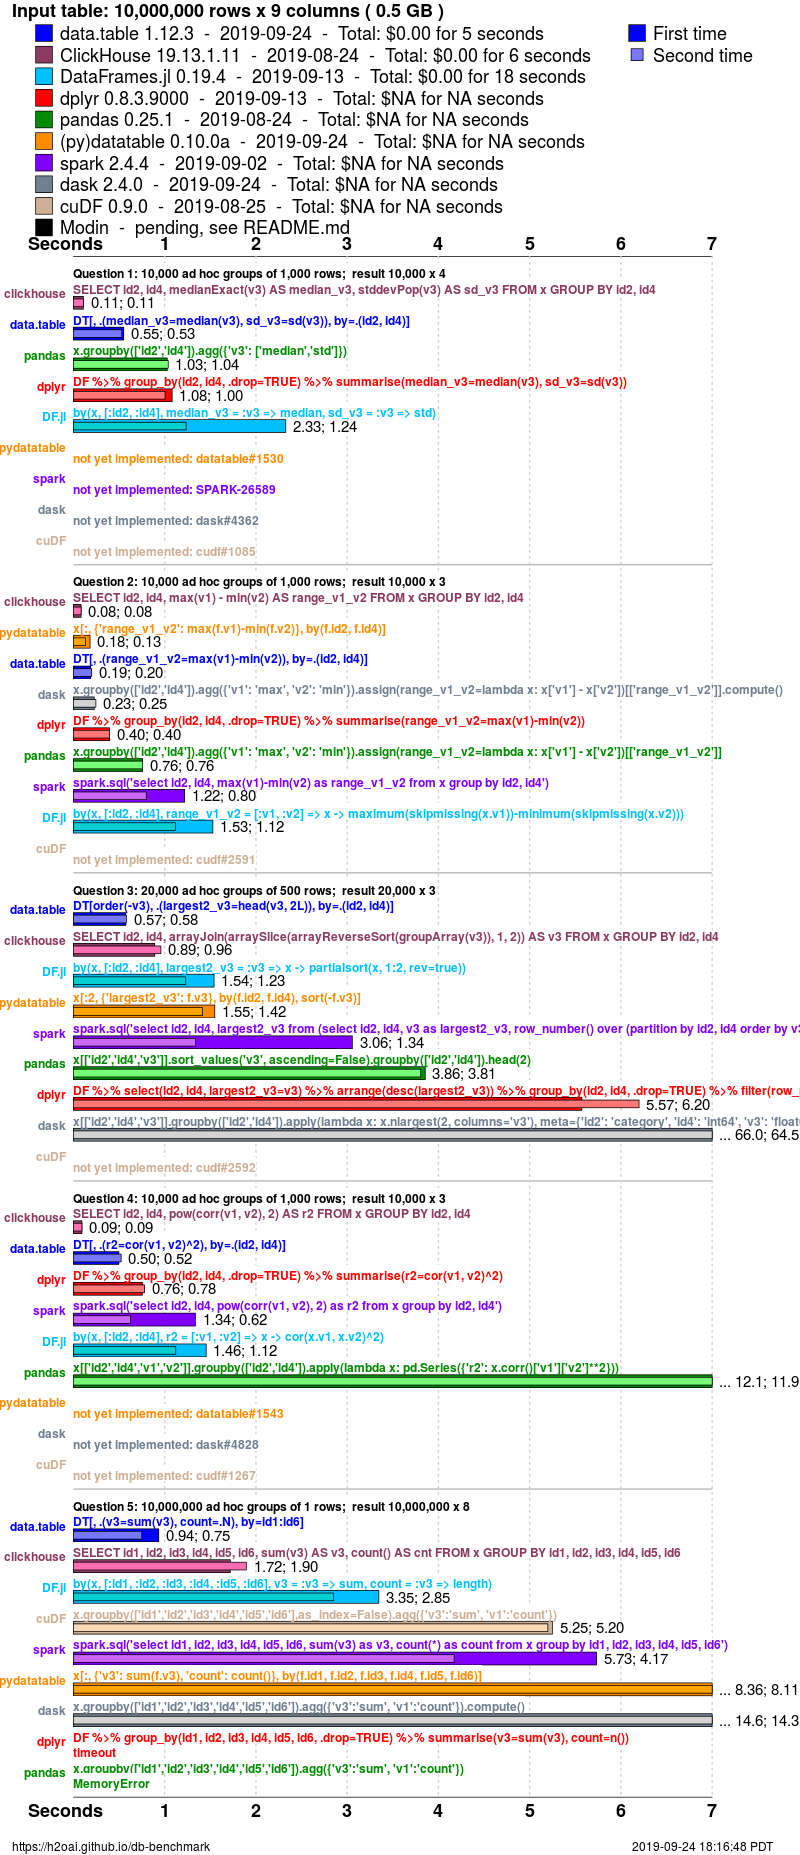 Input table: 10,000,000 rows x 9 columns ( 0.5 GB )
data.table 1.12.3 - 2019-09-24 - Total: $0.00 for 5 seconds
First time
ClickHouse 19.13.1.11 - 2019-08-24 - Total: $0.00 for 6 seconds
Second time
DataFrames.jl 0.19.4 - 2019-09-13 - Total: $0.00 for 18 seconds
dplyr 0.8.3.9000 - 2019-09-13 - Total: $NA for NA seconds
pandas 0.25.1 - 2019-08-24 - Total: $NA for NA seconds
(py)datatable 0.10.0a - 2019-09-24 - Total: $NA for NA seconds
spark 2.4.4 - 2019-09-02 - Total: $NA for NA seconds
dask 2.4.0 - 2019-09-24 - Total: $NA for NA seconds
cuDF 0.9.0 - 2019-08-25 - Total: $NA for NA seconds
Modin - pending, see README.md
Seconds 1 2 3 4 5 6 7
Question 1: 10,000 ad hoc groups of 1,000 rows; result 10,000 x 4
clickhouse SELECT id2, id4, medianExact(v3) AS median_v3, stddevPop(v3) AS sd_v3 FROM x GROUP BY id2, id4
0.11; 0.11
data.table DT[, .(median_v3=median(v3), sd_v3=sd(v3)), by=.(id2, id4)]
0.55; 0.53
pandas x.groupby(['id2','id4']).agg({'v3': ['median','std']})
1.03; 1.04
dplyr DF %>% group_by(id2, id4, .drop=TRUE) %>% summarise(median_v3=median(v3), sd_v3=sd(v3))
1.08; 1.00
DF.jl by(x, [:id2, :id4], median_v3 = :v3 => median, sd_v3 = :v3 => std)
2.33; 1.24
pydatatable
not yet implemented: datatable#1530
spark
not yet implemented: SPARK-26589
dask
not yet implemented: dask#4362
cuDF
not yet implemented: cudf#1085
Question 2: 10,000 ad hoc groups of 1,000 rows; result 10,000 x 3
clickhouse SELECT id2, id4, max(v1) - min(v2) AS range_v1_v2 FROM x GROUP BY id2, id4
0.08; 0.08
pydatatable x[:, {'range_v1_v2': max(f.v1)-min(f.v2)}, by(f.id2, f.id4)]
0.18; 0.13
data.table DT[, .(range_v1_v2=max(v1)-min(v2)), by=.(id2, id4)]
0.19; 0.20
dask x.groupby(['id2','id4']).agg({'v1': 'max', 'v2': 'min'}).assign(range_v1_v2=lambda x: x['v1'] - x['v2'])[['range_v1_v2']].compute()
0.23; 0.25
dplyr DF %>% group_by(id2, id4, .drop=TRUE) %>% summarise(range_v1_v2=max(v1)-min(v2))
0.40; 0.40
pandas x.groupby(['id2','id4']).agg({'v1': 'max', 'v2': 'min'}).assign(range_v1_v2=lambda x: x['v1'] - x['v2'])[['range_v1_v2']]
0.76; 0.76
spark spark.sql('select id2, id4, max(v1)-min(v2) as range_v1_v2 from x group by id2, id4')
1.22; 0.80
DF.jl by(x, [:id2, :id4], range_v1_v2 = [:v1, :v2] => x -> maximum(skipmissing(x.v1))-minimum(skipmissing(x.v2)))
1.53; 1.12
cuDF
not yet implemented: cudf#2591
Question 3: 20,000 ad hoc groups of 500 rows; result 20,000 x 3
data.table DT[order(-v3), .(largest2_v3=head(v3, 2L)), by=.(id2, id4)]
0.57; 0.58
clickhouse SELECT id2, id4, arrayJoin(arraySlice(arrayReverseSort(groupArray(v3)), 1, 2)) AS v3 FROM x GROUP BY id2, id4
0.89; 0.96
DF.jl by(x, [:id2, :id4], largest2_v3 = :v3 => x -> partialsort(x, 1:2, rev=true))
1.54; 1.23
pydatatable x[:2, {'largest2_v3': f.v3}, by(f.id2, f.id4), sort(-f.v3)]
1.55; 1.42
spark spark.sql('select id2, id4, largest2_v3 from (select id2, id4, v3 as largest2_v3, row_number() over (partition by id2, id4 order by v3
3.06; 1.34
pandas x[['id2','id4','v3']].sort_values('v3', ascending=False).groupby(['id2','id4']).head(2)
3.86; 3.81
dplyr DF %>% select(id2, id4, largest2_v3=v3) %>% arrange(desc(largest2_v3)) %>% group_by(id2, id4, .drop=TRUE) %>% filter(row_
5.57; 6.20
dask x[['id2','id4','v3']].groupby(['id2','id4']).apply(lambda x: x.nlargest(2, columns='v3'), meta={'id2': 'category', 'id4': 'int64', 'v3': 'float
... 66.0; 64.5
cuDF
not yet implemented: cudf#2592
Question 4: 10,000 ad hoc groups of 1,000 rows; result 10,000 x 3
clickhouse SELECT id2, id4, pow(corr(v1, v2), 2) AS r2 FROM x GROUP BY id2, id4
0.09; 0.09
data.table DT[, .(r2=cor(v1, v2)^2), by=.(id2, id4)]
0.50; 0.52
dplyr DF %>% group_by(id2, id4, .drop=TRUE) %>% summarise(r2=cor(v1, v2)^2)
0.76; 0.78
spark spark.sql('select id2, id4, pow(corr(v1, v2), 2) as r2 from x group by id2, id4')
1.34; 0.62
DF.jl by(x, [:id2, :id4], r2 = [:v1, :v2] => x -> cor(x.v1, x.v2)^2)
1.46; 1.12
pandas x[['id2','id4','v1','v2']].groupby(['id2','id4']).apply(lambda x: pd.Series({'r2': x.corr()['v1']['v2']**2}))
... 12.1; 11.9
pydatatable
not yet implemented: datatable#1543
dask
not yet implemented: dask#4828
cuDF
not yet implemented: cudf#1267
Question 5: 10,000,000 ad hoc groups of 1 rows; result 10,000,000 x 8
data.table DT[, .(v3=sum(v3), count=.N), by=id1:id6]
0.94; 0.75
clickhouse SELECT id1, id2, id3, id4, id5, id6, sum(v3) AS v3, count() AS cnt FROM x GROUP BY id1, id2, id3, id4, id5, id6
1.72; 1.90
DF.jl by(x, [:id1, :id2, :id3, :id4, :id5, :id6], v3 = :v3 => sum, count = :v3 => length)
3.35; 2.85
cuDF x.groupby(['id1','id2','id3','id4','id5','id6'],as_index=False).agg({'v3':'sum', 'v1':'count'})
5.25; 5.20
spark spark.sql('select id1, id2, id3, id4, id5, id6, sum(v3) as v3, count(*) as count from x group by id1, id2, id3, id4, id5, id6')
5.73; 4.17
pydatatable x[:, {'v3': sum(f.v3), 'count': count()}, by(f.id1, f.id2, f.id3, f.id4, f.id5, f.id6)]
... 8.36; 8.11
dask x.groupby(['id1','id2','id3','id4','id5','id6']).agg({'v3':'sum', 'v1':'count'}).compute()
... 14.6; 14.3
dplyr DF %>% group_by(id1, id2, id3, id4, id5, id6, .drop=TRUE) %>% summarise(v3=sum(v3), count=n())
timeout
pandas x.groupby(['id1','id2','id3','id4','id5','id6']).agg({'v3':'sum', 'v1':'count'})
MemoryError
Seconds 1 2 3 4 5 6 7
https://h2oai.github.io/db-benchmark
2019-09-24 18:16:48 PDT